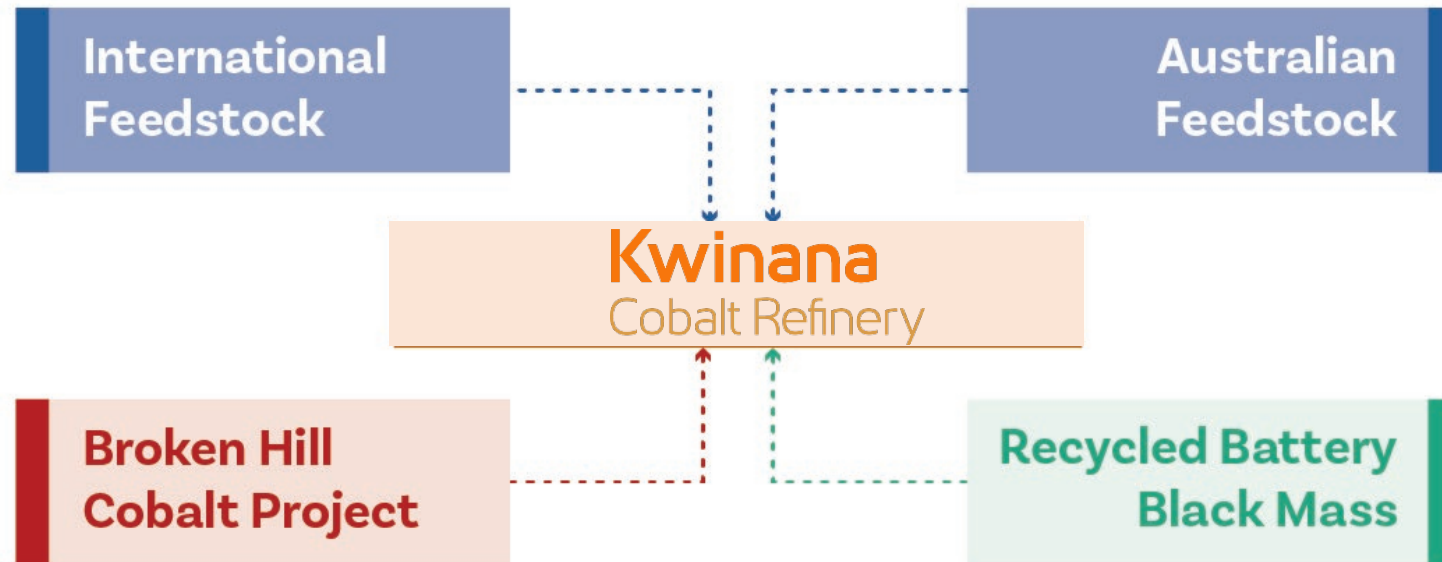 International
Feedstock
Australian
Feedstock
Kwinana
Cobalt Refinery
Broken Hill
Cobalt Project
Recycled Battery
Black Mass